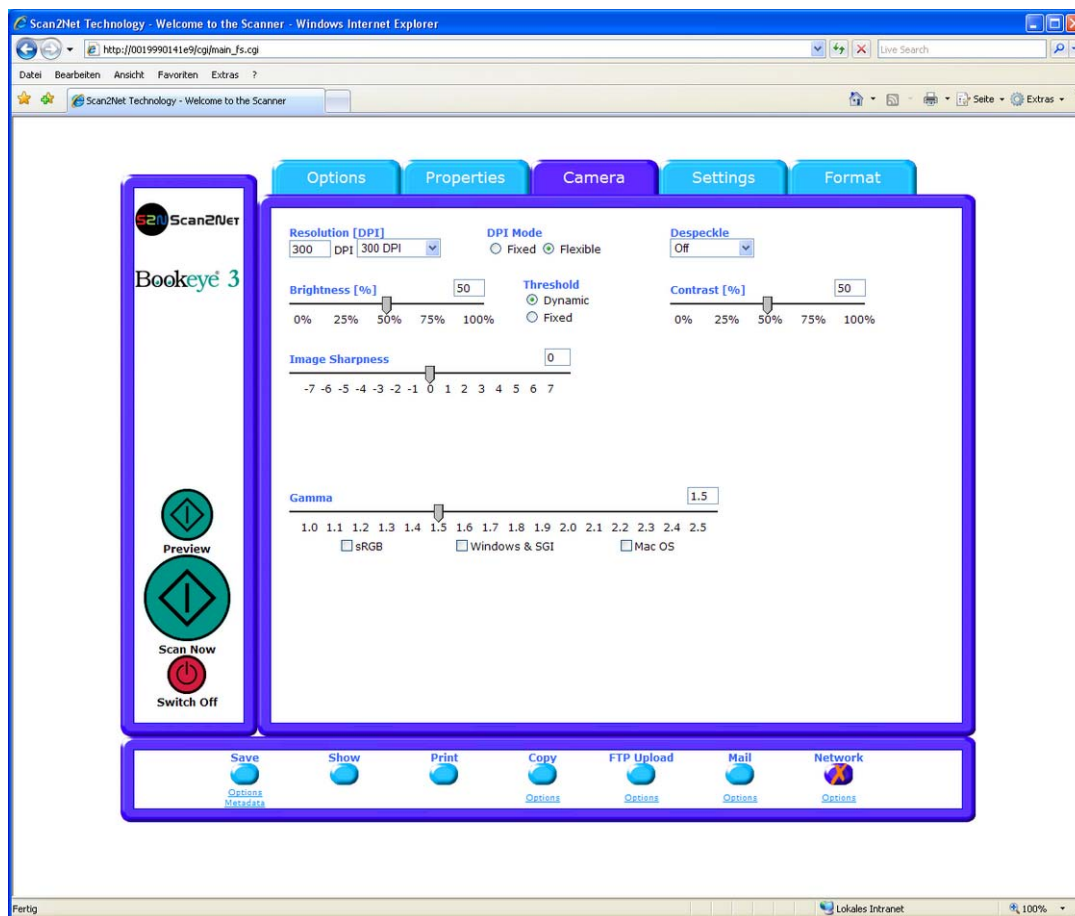 Scan2Net Technology - Welcome to the Scanner - Windows Internet Explorer
http://0019990141e9/cgi/main_fs.cgi
Live Search
Datei Bearbeiten Ansicht Favoriten Extras ?
Scan2Net Technology - Welcome to the Scanner
Seite Extras
Options Properties Camera Settings Format
S2N Scan2Net
Bookeye 3
Resolution [DPI] DPI Mode Despeckle
300 DPI 300 DPI Fixed Flexible Off
Brightness [%] 50 Threshold Contrast [%] 50
Dynamic
0% 25% 50% 75% 100% Fixed 0% 25% 50% 75% 100%
Image Sharpness 0
-7 -6 -5 -4 -3 -2 -1 0 1 2 3 4 5 6 7
Gamma 1.5
1.0 1.1 1.2 1.3 1.4 1.5 1.6 1.7 1.8 1.9 2.0 2.1 2.2 2.3 2.4 2.5
sRGB Windows & SGI Mac OS
Preview
Scan Now
Switch Off
Save Show Print Copy FTP Upload Mail Network
Options Options Options Options Options
Metadata
Fertig Lokales Intranet 100%